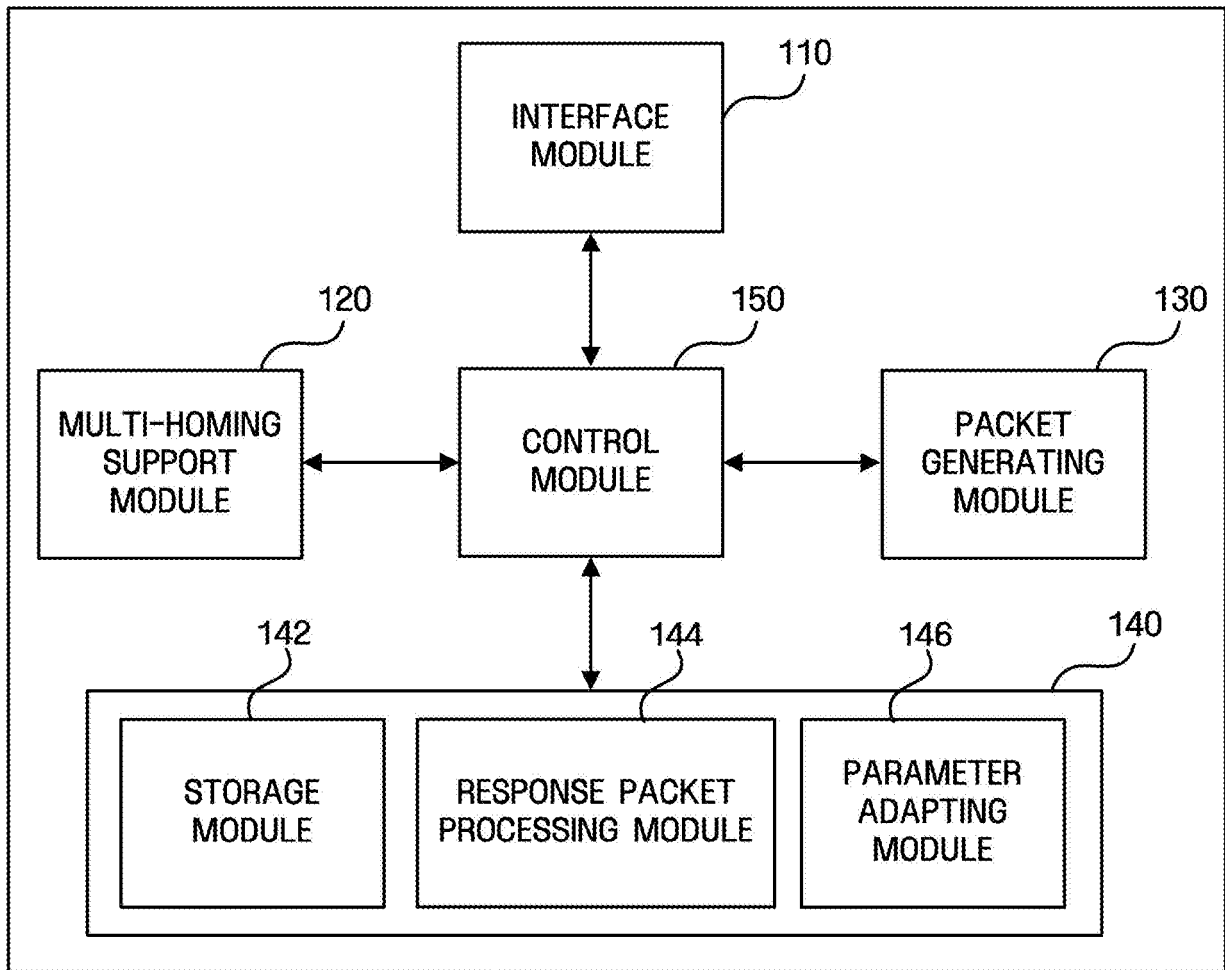 110
INTERFACE
MODULE
120
150
130
MULTI-HOMING
SUPPORT
MODULE
CONTROL
MODULE
PACKET
GENERATING
MODULE
142
144
146
140
STORAGE
MODULE
RESPONSE PACKET
PROCESSING MODULE
PARAMETER
ADAPTING
MODULE